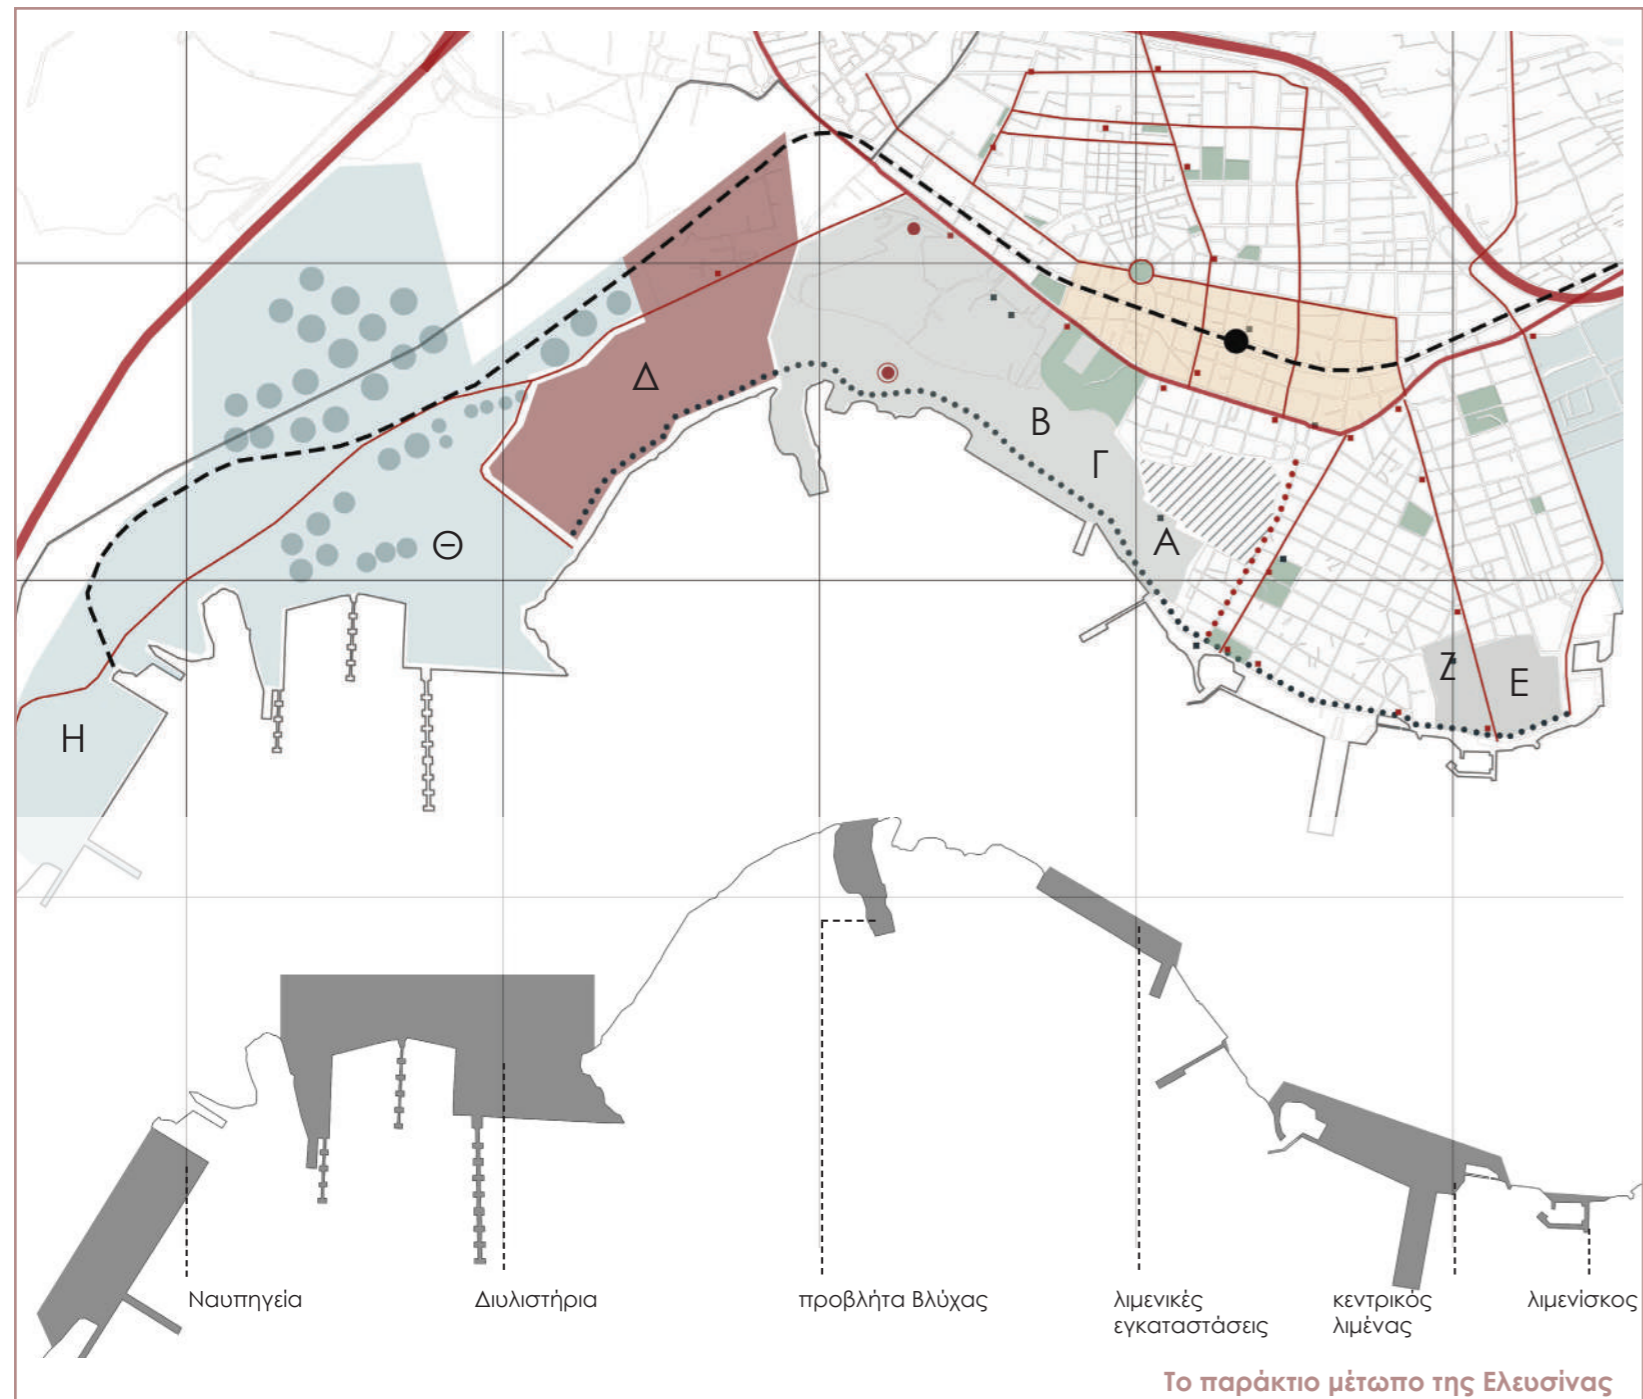 Δ
Β
Γ
Α
Θ
Ζ
Ε
Η
Ναυπηγεία
Διυλιστήρια
προβλήτα Βλύχας
λιμενικές
εγκαταστάσεις
κεντρικός
λιμένας
λιμενίσκος
Το παράκτιο μέτωπο της Ελευσίνας